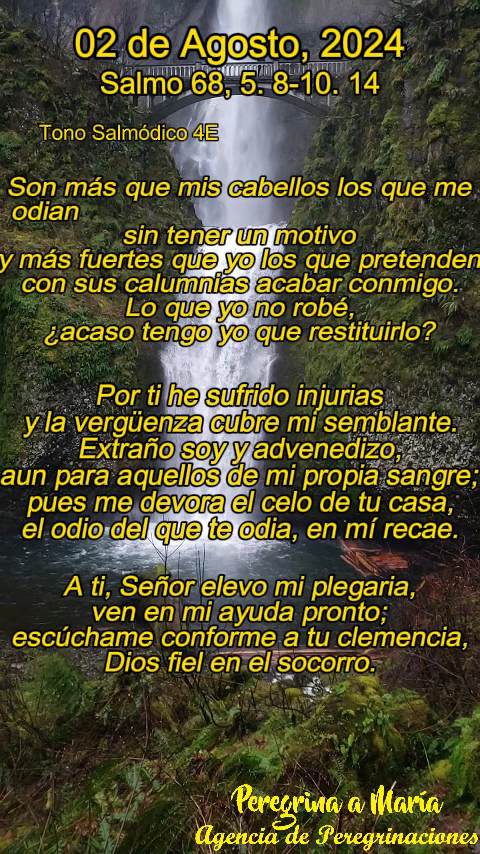 02 de Agosto, 2024
Salmo 68, 5. 8-10. 14
Tono Salmódico 4E
Son más que mis cabellos los que me
odian
sin tener un motivo
y más fuertes que yo los que pretenden
con sus calumnias acabar conmigo.
Lo que yo no robé,
¿acaso tengo yo que restituirlo?
Por ti he sufrido injurias
y la vergüenza cubre mi semblante.
Extraño soy y advenedizo,
aun para aquellos de mi propia sangre;
pues me devora el celo de tu casa,
el odio del que te odia, en mí recae.
A ti, Señor elevo mi plegaria,
ven en mi ayuda pronto;
escúchame conforme a tu clemencia,
Dios fiel en el socorro.
Peregrina a María
Agencia de Peregrinaciones